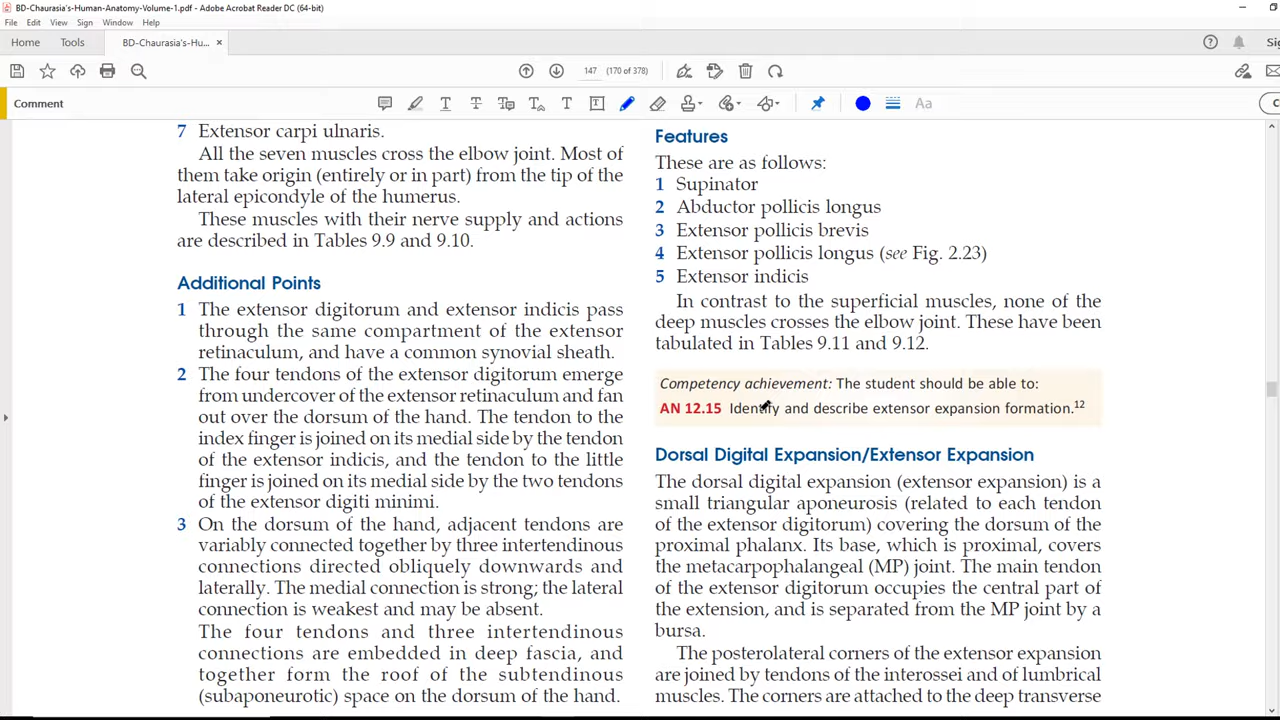 BD-Chaurasia's-Human-Anatomy-Volume-1.pdf - Adobe Acrobat Reader DC (64-bit)
File Edit View Sign Window Help
Home Tools BD-Chaurasia's-Hu... ×
147 (170 of 378)
Comment
Aa
7 Extensor carpi ulnaris.
All the seven muscles cross the elbow joint. Most of
them take origin (entirely or in part) from the tip of the
lateral epicondyle of the humerus.
These muscles with their nerve supply and actions
are described in Tables 9.9 and 9.10.
Additional Points
1 The extensor digitorum and extensor indicis pass
through the same compartment of the extensor
retinaculum, and have a common synovial sheath.
2 The four tendons of the extensor digitorum emerge
from undercover of the extensor retinaculum and fan
out over the dorsum of the hand. The tendon to the
index finger is joined on its medial side by the tendon
of the extensor indicis, and the tendon to the little
finger is joined on its medial side by the two tendons
of the extensor digiti minimi.
3 On the dorsum of the hand, adjacent tendons are
variably connected together by three intertendinous
connections directed obliquely downwards and
laterally. The medial connection is strong; the lateral
connection is weakest and may be absent.
The four tendons and three intertendinous
connections are embedded in deep fascia, and
together form the roof of the subtendinous
(subaponeurotic) space on the dorsum of the hand.
Features
These are as follows:
1 Supinator
2 Abductor pollicis longus
3 Extensor pollicis brevis
4 Extensor pollicis longus (see Fig. 2.23)
5 Extensor indicis
In contrast to the superficial muscles, none of the
deep muscles crosses the elbow joint. These have been
tabulated in Tables 9.11 and 9.12.
Competency achievement: The student should be able to:
AN 12.15 Identify and describe extensor expansion formation.12
Dorsal Digital Expansion/Extensor Expansion
The dorsal digital expansion (extensor expansion) is a
small triangular aponeurosis (related to each tendon
of the extensor digitorum) covering the dorsum of the
proximal phalanx. Its base, which is proximal, covers
the metacarpophalangeal (MP) joint. The main tendon
of the extensor digitorum occupies the central part of
the extension, and is separated from the MP joint by a
bursa.
The posterolateral corners of the extensor expansion
are joined by tendons of the interossei and of lumbrical
muscles. The corners are attached to the deep transverse